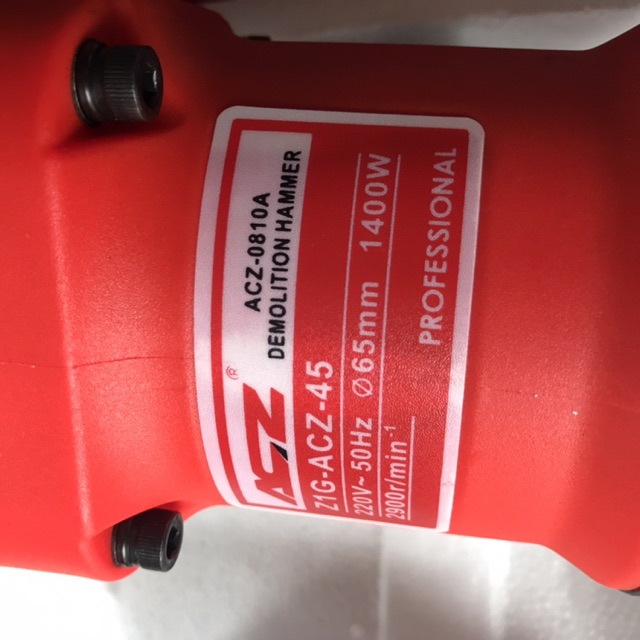 ACZ®
ACZ-0810A
DEMOLITION HAMMER
Z1G-ACZ-45
220V~50Hz Ø65mm 1400W
2900r/min⁻¹
PROFESSIONAL